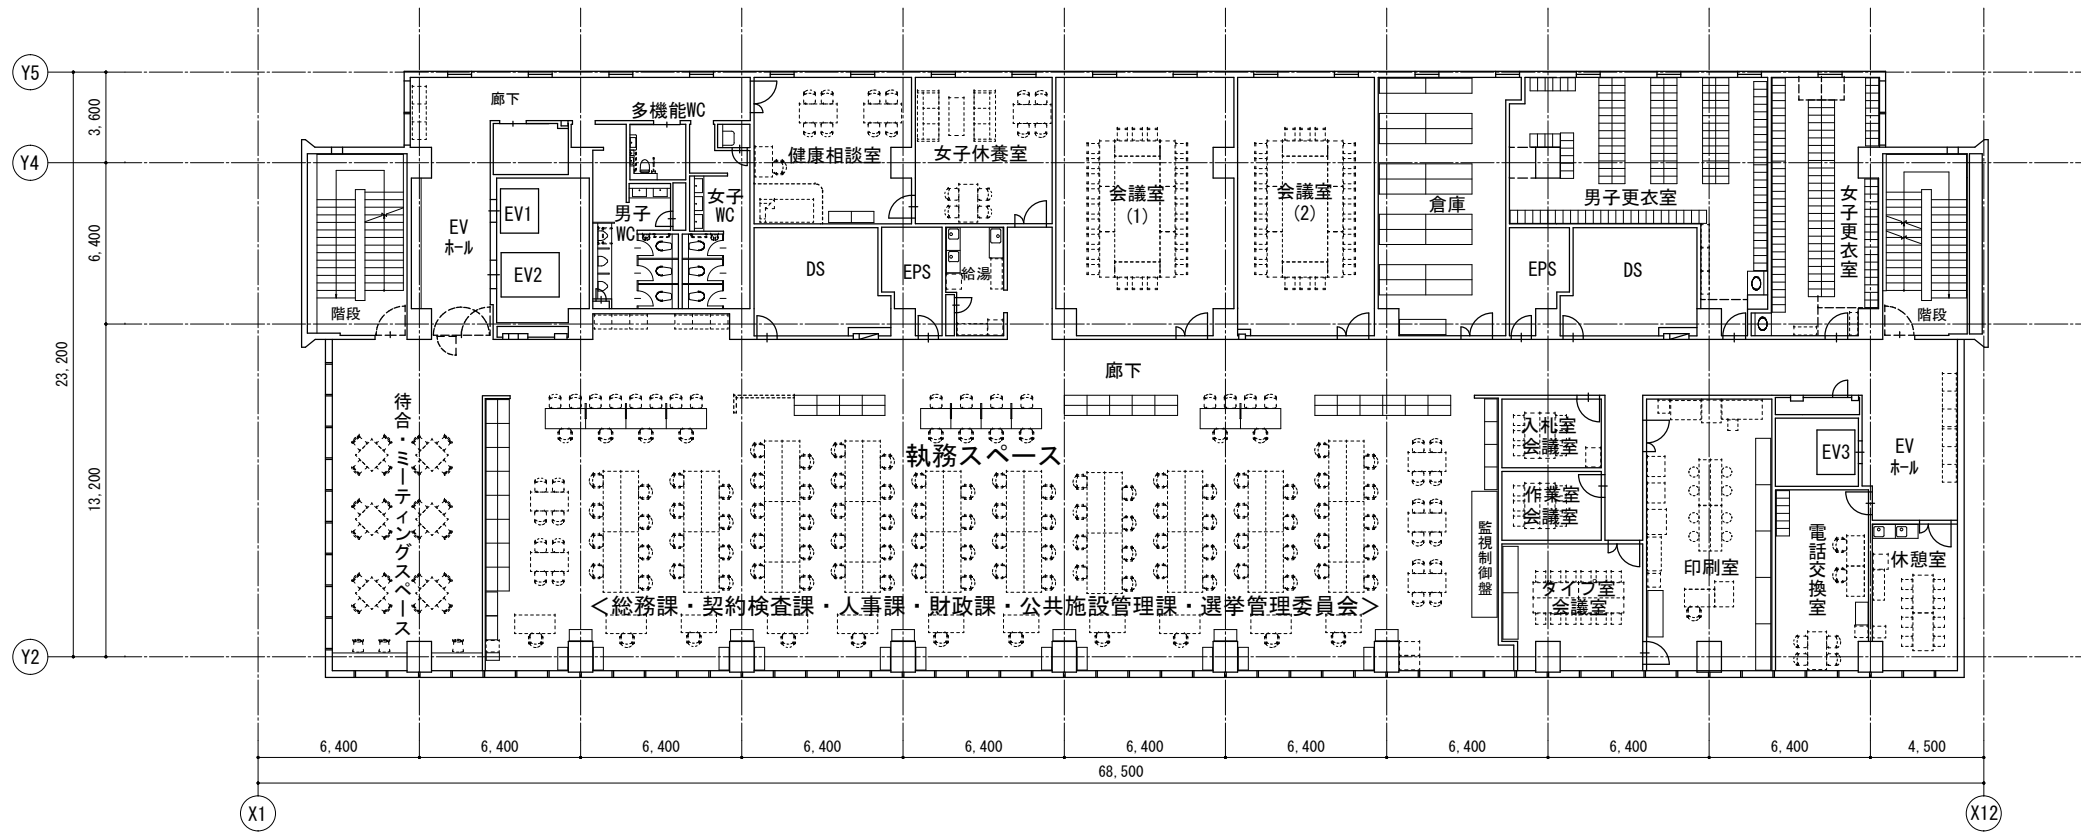 Y5
3,600
Y4
6,400
23,200
13,200
Y2
廊下
多機能WC
健康相談室
女子休養室
会議室
(1)
会議室
(2)
倉庫
男子更衣室
女子更衣室
EV
ホール
EV1
EV2
男子
WC
女子
WC
DS
EPS
給湯
EPS
DS
階段
階段
廊下
待合・ミーティングスペース
執務スペース
<総務課・契約検査課・人事課・財政課・公共施設管理課・選挙管理委員会>
監視制御盤
入札室
会議室
作業室
会議室
タイプ室
会議室
印刷室
EV3
EV
ホール
電話交換室
休憩室
6,400
6,400
6,400
6,400
6,400
6,400
6,400
6,400
6,400
6,400
4,500
68,500
X1
X12